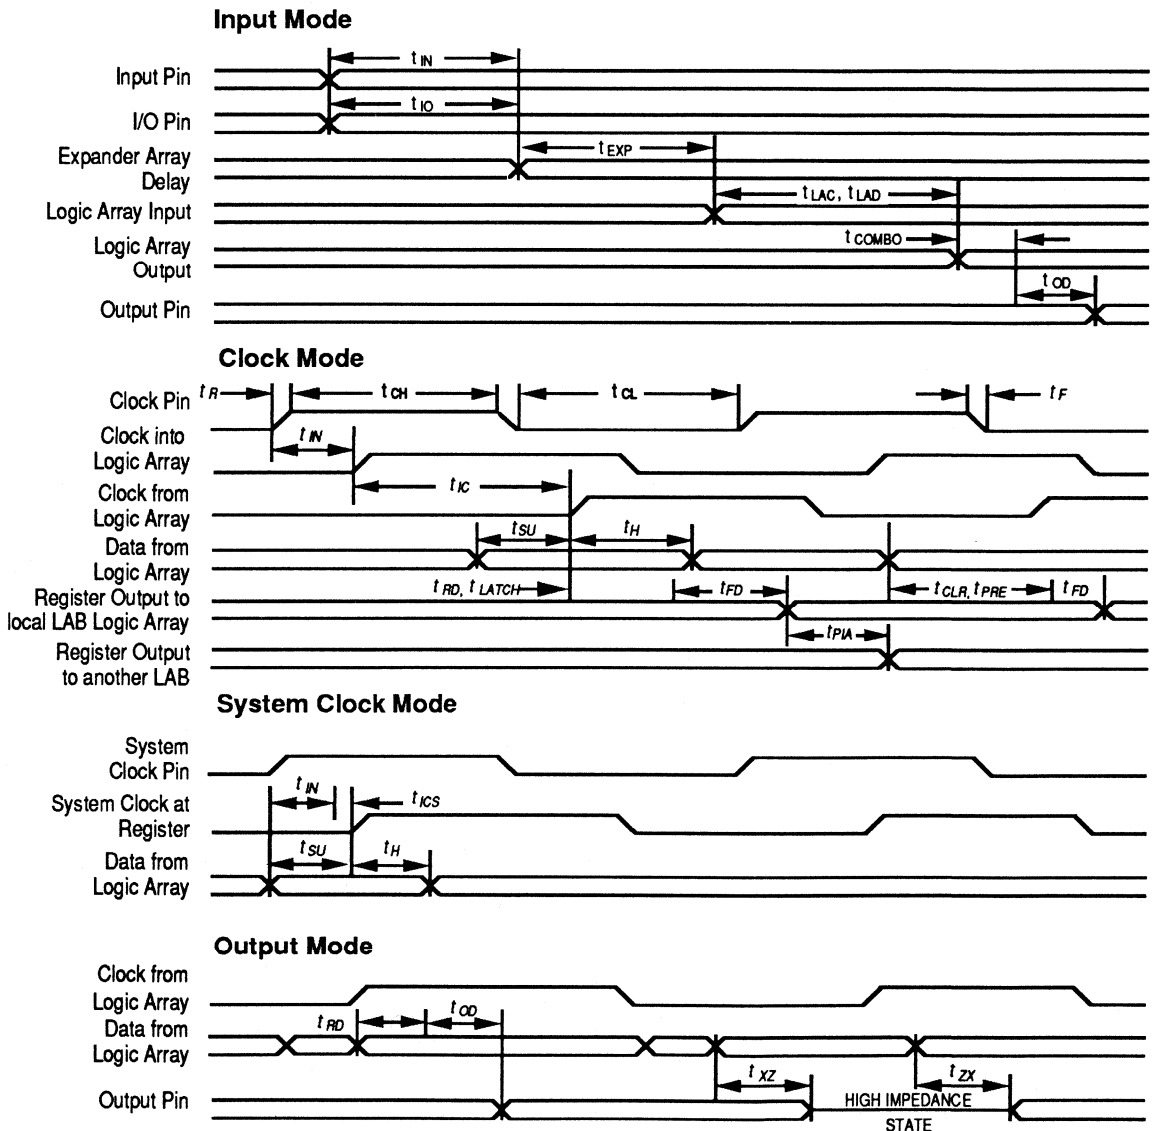 Input Mode
t IN
Input Pin
t IO
I/O Pin
Expander Array
Delay
t EXP
t LAC, t LAD
Logic Array Input
t COMBO
Logic Array
Output
t OD
Output Pin
Clock Mode
t R
t CH
t CL
t F
Clock Pin
Clock into
Logic Array
t IN
t IC
Clock from
Logic Array
t SU
t H
Data from
Logic Array
t RD, t LATCH
t FD
t CLR, t PRE
t FD
Register Output to
local LAB Logic Array
t PIA
Register Output
to another LAB
System Clock Mode
System
Clock Pin
t IN
t ICS
System Clock at
Register
t SU
t H
Data from
Logic Array
Output Mode
Clock from
Logic Array
t RD
t OD
Data from
Logic Array
t XZ
t ZX
Output Pin
HIGH IMPEDANCE
STATE